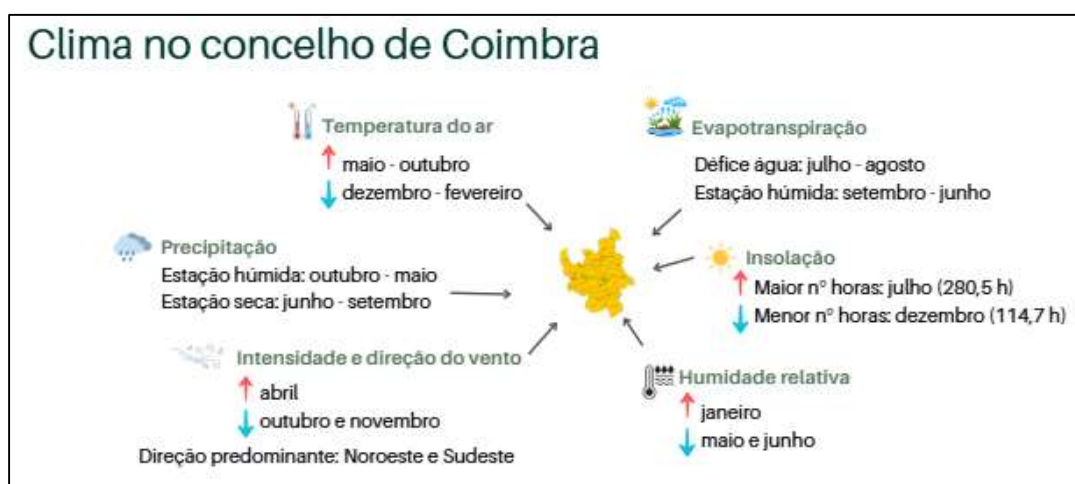 Clima no concelho de Coimbra
Temperatura do ar
maio - outubro
dezembro - fevereiro
Evapotranspiração
Défice água: julho - agosto
Estação húmida: setembro - junho
Precipitação
Estação húmida: outubro - maio
Estação seca: junho - setembro
Insolação
Maior nº horas: julho (280,5 h)
Menor nº horas: dezembro (114,7 h)
Intensidade e direção do vento
abril
outubro e novembro
Direção predominante: Noroeste e Sudeste
Humidade relativa
janeiro
maio e junho